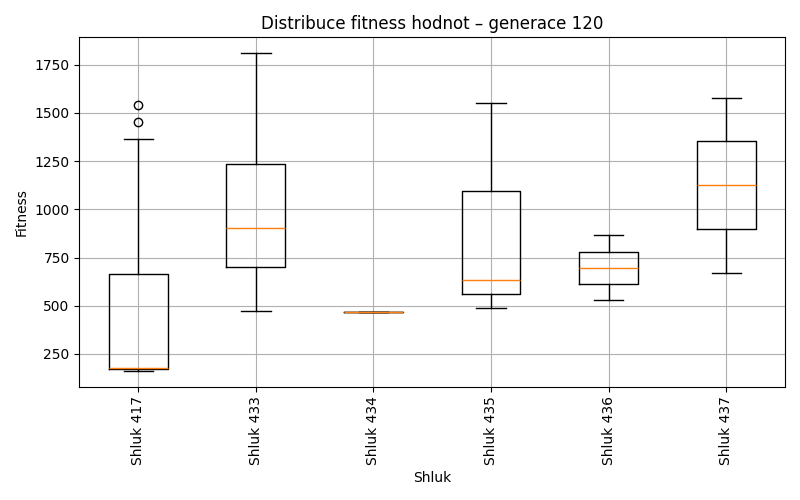 Distribuce fitness hodnot – generace 120
Fitness
1750
1500
1250
1000
750
500
250
Shluk 417
Shluk 433
Shluk 434
Shluk 435
Shluk 436
Shluk 437
Shluk